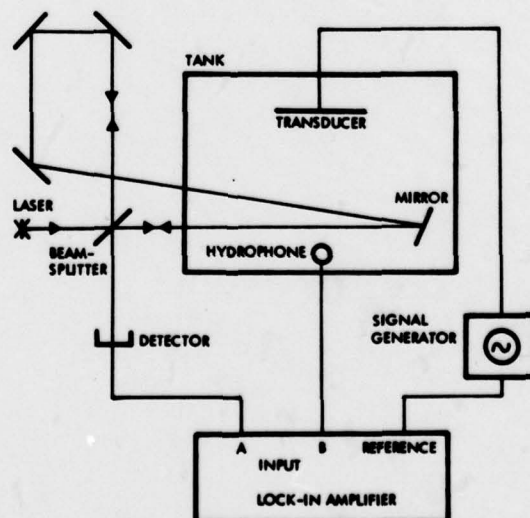 TANK
TRANSDUCER
MIRROR
LASER
BEAM-
SPLITTER
HYDROPHONE
DETECTOR
SIGNAL
GENERATOR
A B REFERENCE
INPUT
LOCK-IN AMPLIFIER